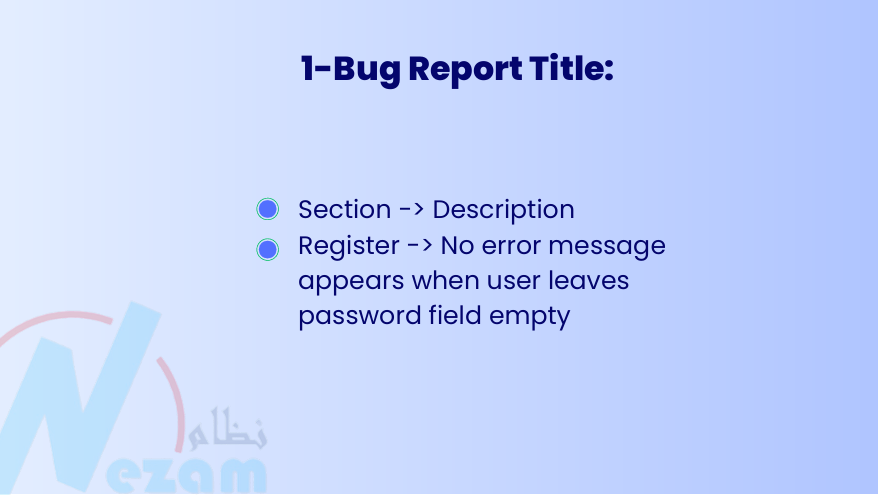 1-Bug Report Title:
Section -> Description
Register -> No error message
appears when user leaves
password field empty
نظام
Nezam